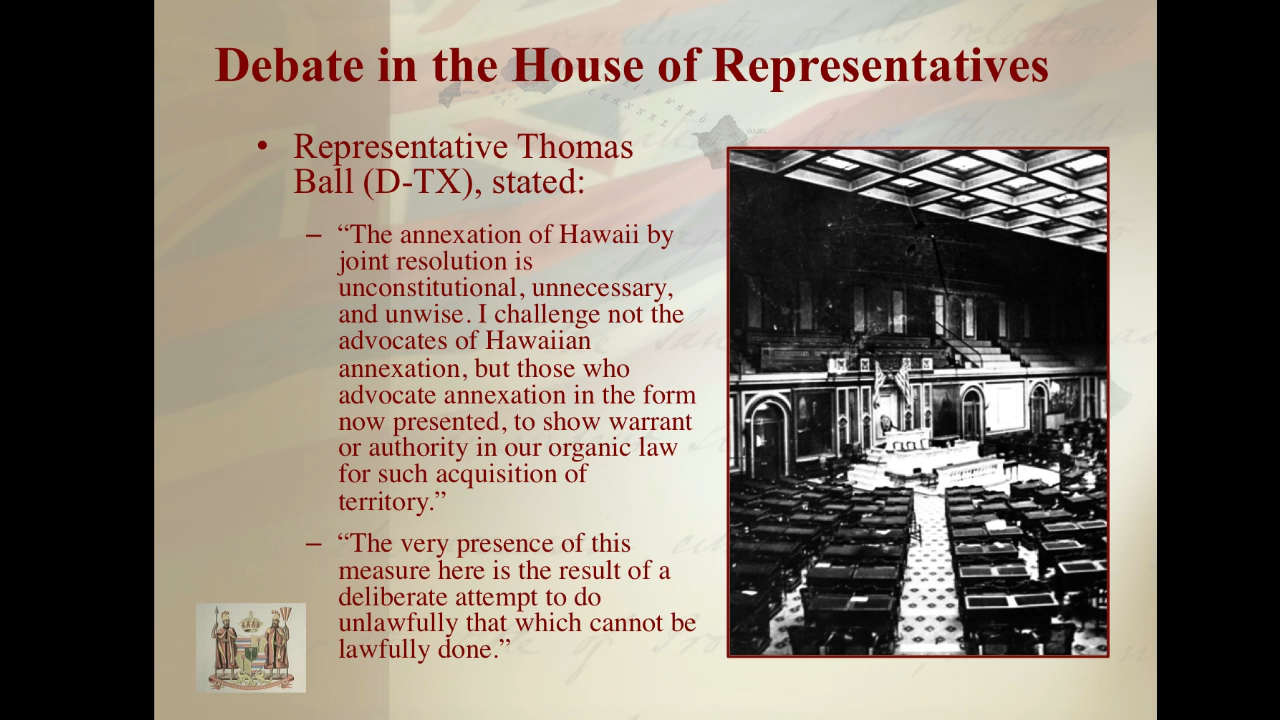 Debate in the House of Representatives
• Representative Thomas
Ball (D-TX), stated:
– “The annexation of Hawaii by
joint resolution is
unconstitutional, unnecessary,
and unwise. I challenge not the
advocates of Hawaiian
annexation, but those who
advocate annexation in the form
now presented, to show warrant
or authority in our organic law
for such acquisition of
territory.”
– “The very presence of this
measure here is the result of a
deliberate attempt to do
unlawfully that which cannot be
lawfully done.”